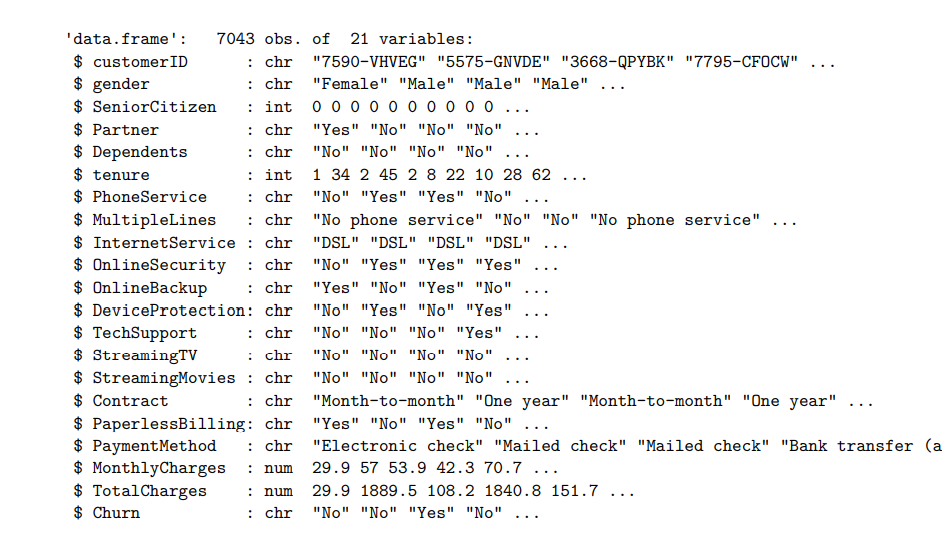 'data.frame':   7043 obs. of  21 variables:
 $ customerID      : chr  "7590-VHVEG" "5575-GNVDE" "3668-QPYBK" "7795-CFOCW" ...
 $ gender          : chr  "Female" "Male" "Male" "Male" ...
 $ SeniorCitizen   : int  0 0 0 0 0 0 0 0 0 0 ...
 $ Partner         : chr  "Yes" "No" "No" "No" ...
 $ Dependents      : chr  "No" "No" "No" "No" ...
 $ tenure          : int  1 34 2 45 2 8 22 10 28 62 ...
 $ PhoneService    : chr  "No" "Yes" "Yes" "No" ...
 $ MultipleLines   : chr  "No phone service" "No" "No" "No phone service" ...
 $ InternetService : chr  "DSL" "DSL" "DSL" "DSL" ...
 $ OnlineSecurity  : chr  "No" "Yes" "Yes" "Yes" ...
 $ OnlineBackup    : chr  "Yes" "No" "Yes" "No" ...
 $ DeviceProtection: chr  "No" "Yes" "No" "Yes" ...
 $ TechSupport     : chr  "No" "No" "No" "Yes" ...
 $ StreamingTV     : chr  "No" "No" "No" "No" ...
 $ StreamingMovies : chr  "No" "No" "No" "No" ...
 $ Contract        : chr  "Month-to-month" "One year" "Month-to-month" "One year" ...
 $ PaperlessBilling: chr  "Yes" "No" "Yes" "No" ...
 $ PaymentMethod   : chr  "Electronic check" "Mailed check" "Mailed check" "Bank transfer (a
 $ MonthlyCharges  : num  29.9 57 53.9 42.3 70.7 ...
 $ TotalCharges    : num  29.9 1889.5 108.2 1840.8 151.7 ...
 $ Churn           : chr  "No" "No" "Yes" "No" ...